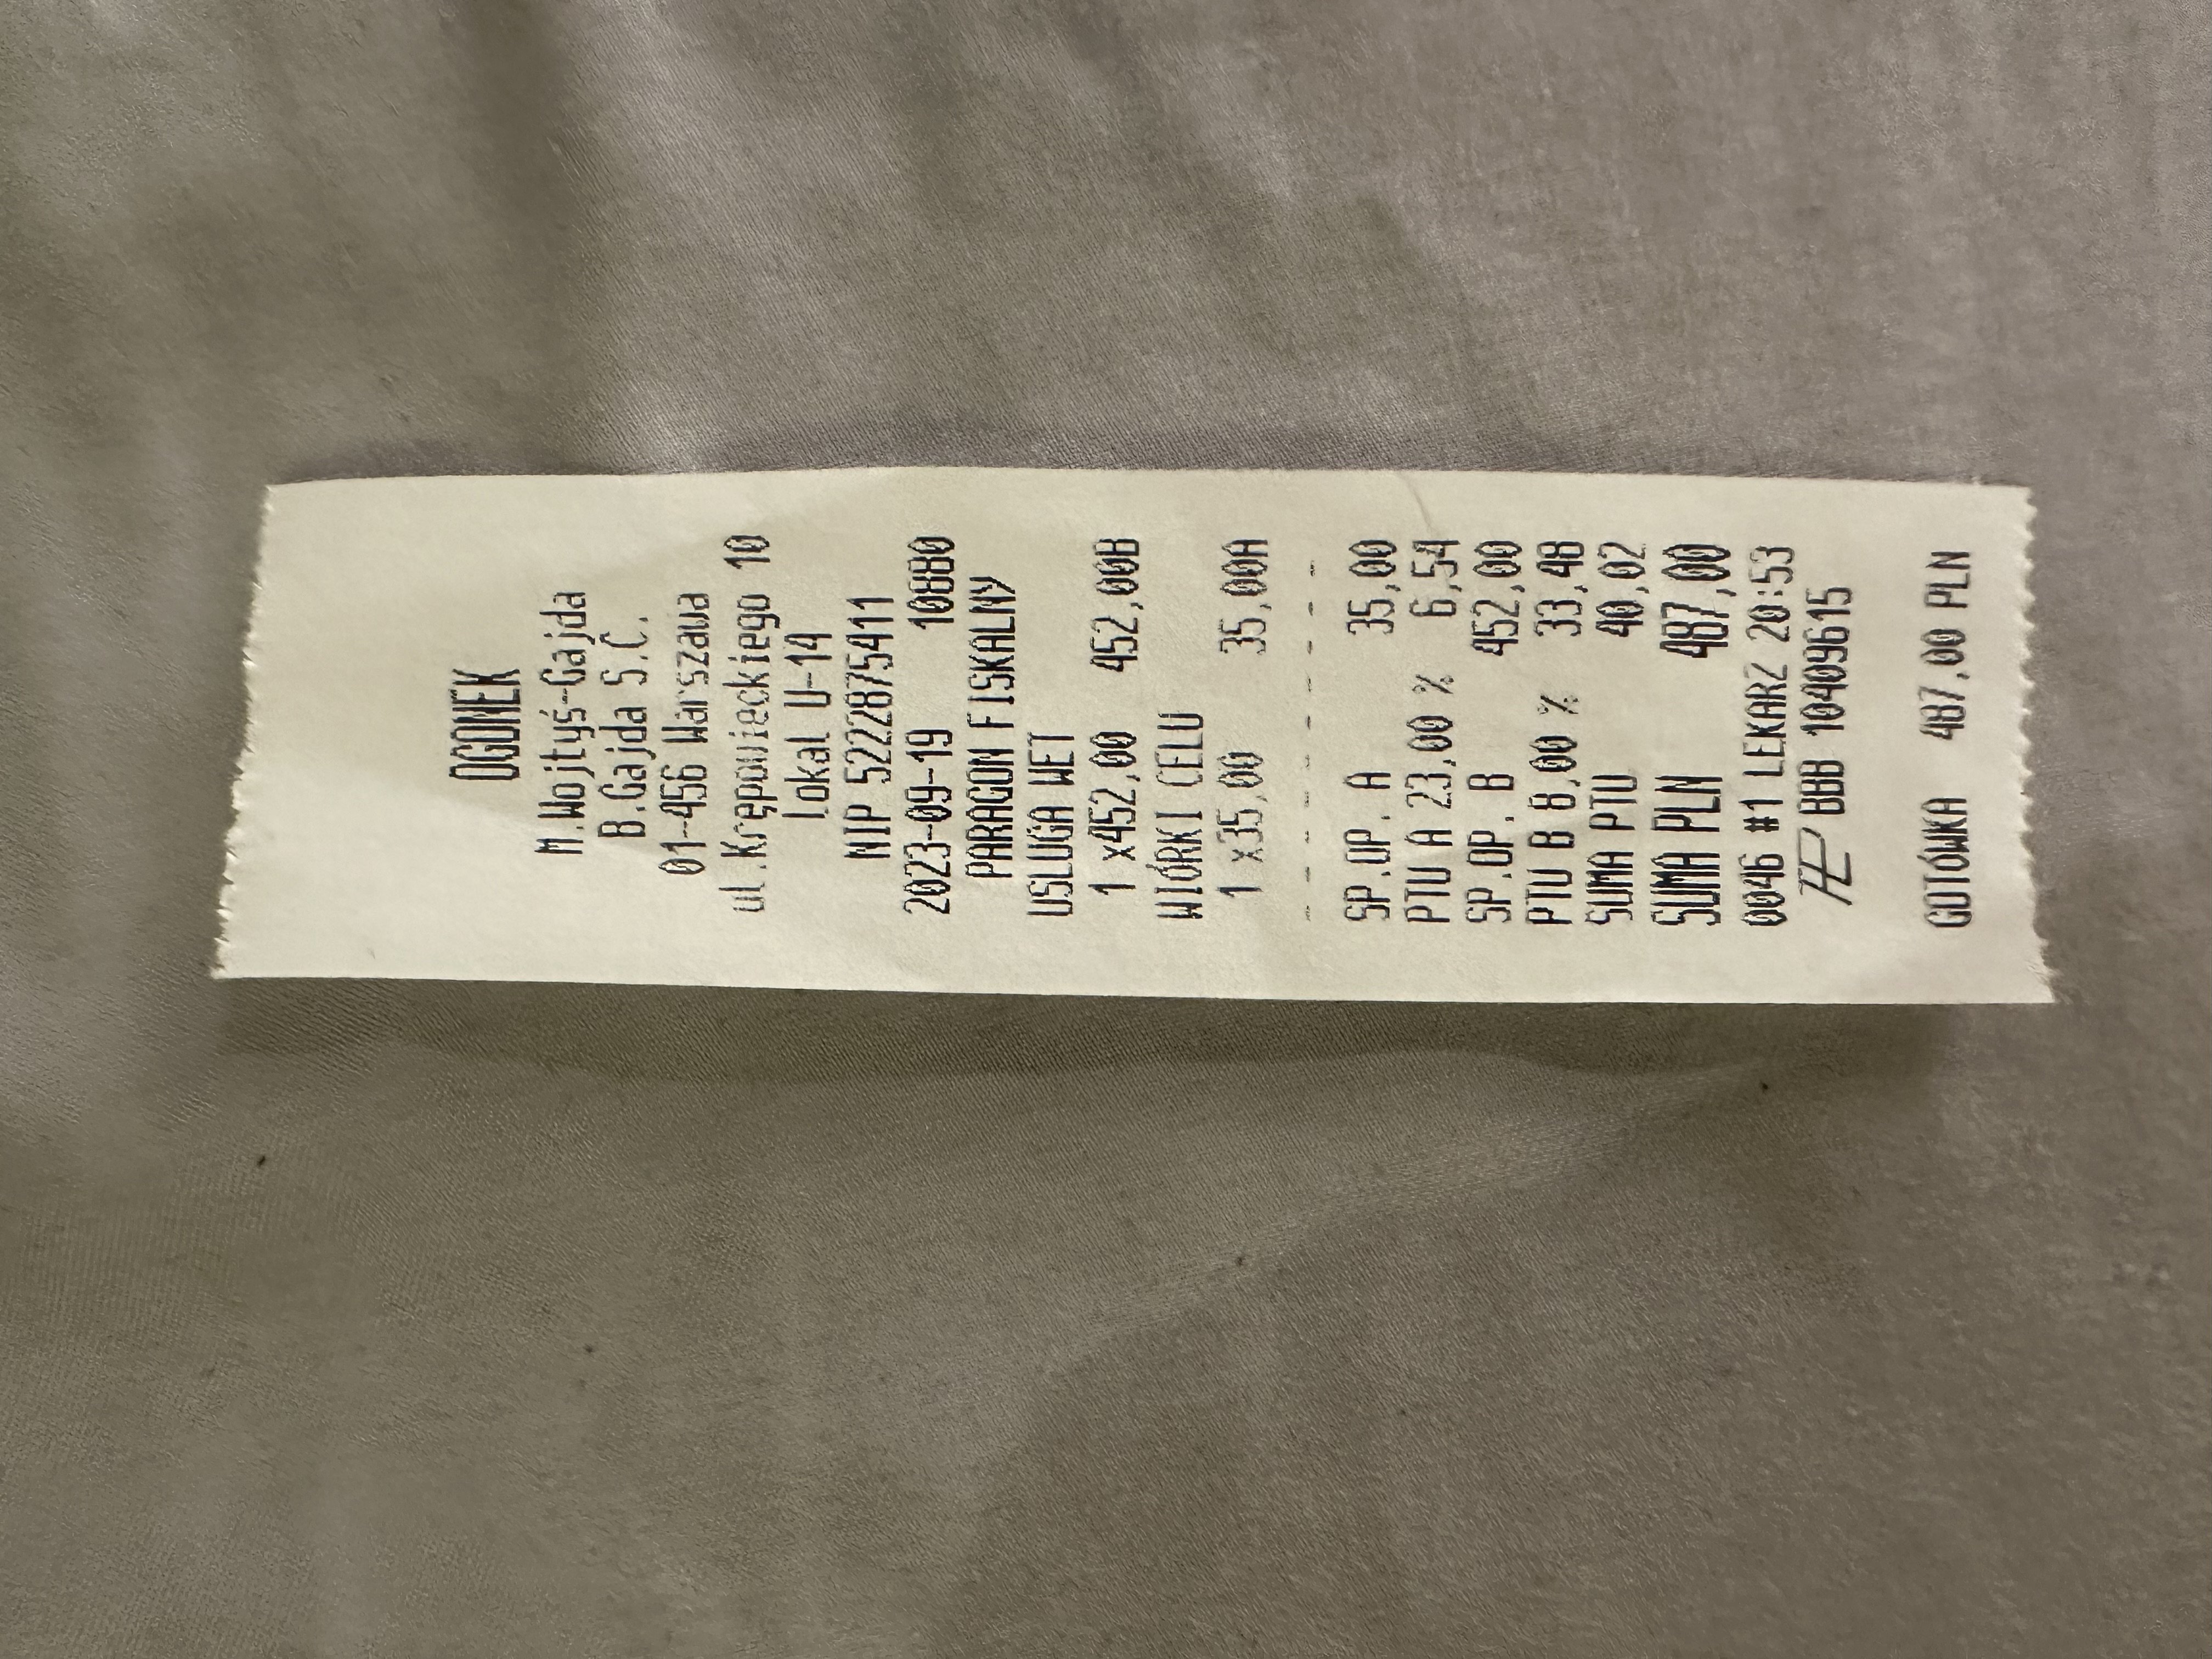 OGONEK
M.Wojtyś-Gajda
B.Gajda S.C.
01-456 Warszawa
ul.Krępowieckiego 10
lokal U-14
NIP 5222875411
2023-09-19 10880
PARAGON FISKALNY
USLUGA WET
1 x452,00 452,00B
WIÓRKI CELU
1 x35,00 35,00A
SP.OP. A 35,00
PTU A 23,00 % 6,54
SP.OP. B 452,00
PTU B 8,00 % 33,48
SUMA PTU 40,02
SUMA PLN 487,00
0046 #1 LEKARZ 20:53
BBB 10409615
GOTÓWKA 487,00 PLN